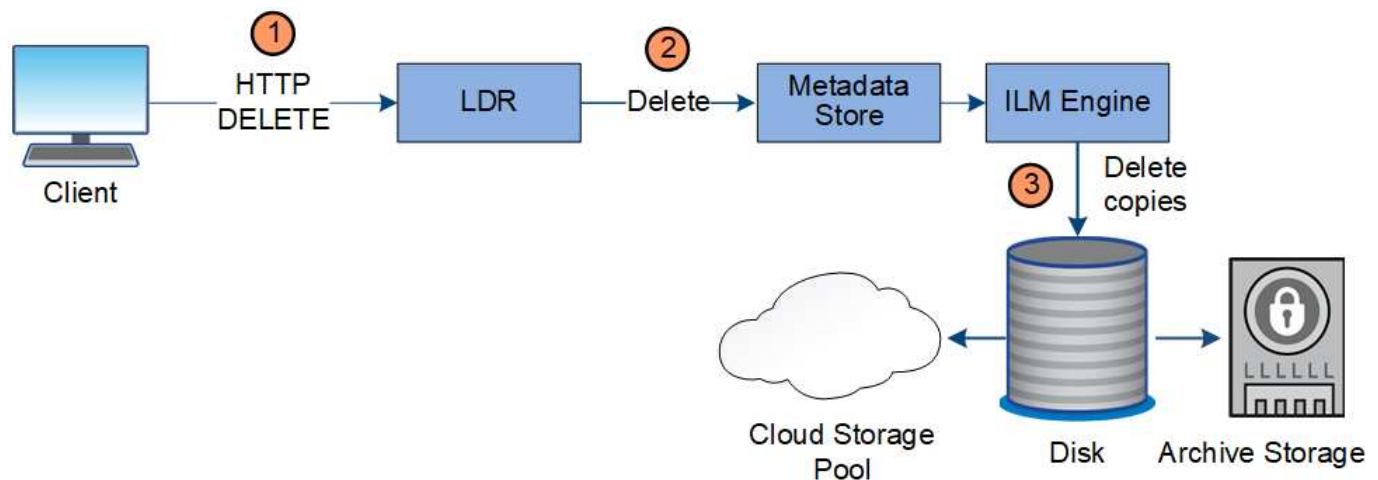 1
HTTP
DELETE
LDR
2
Delete
Metadata
Store
ILM Engine
Client
3
Delete
copies
LLLLLL
Cloud Storage
Pool
Disk
Archive Storage